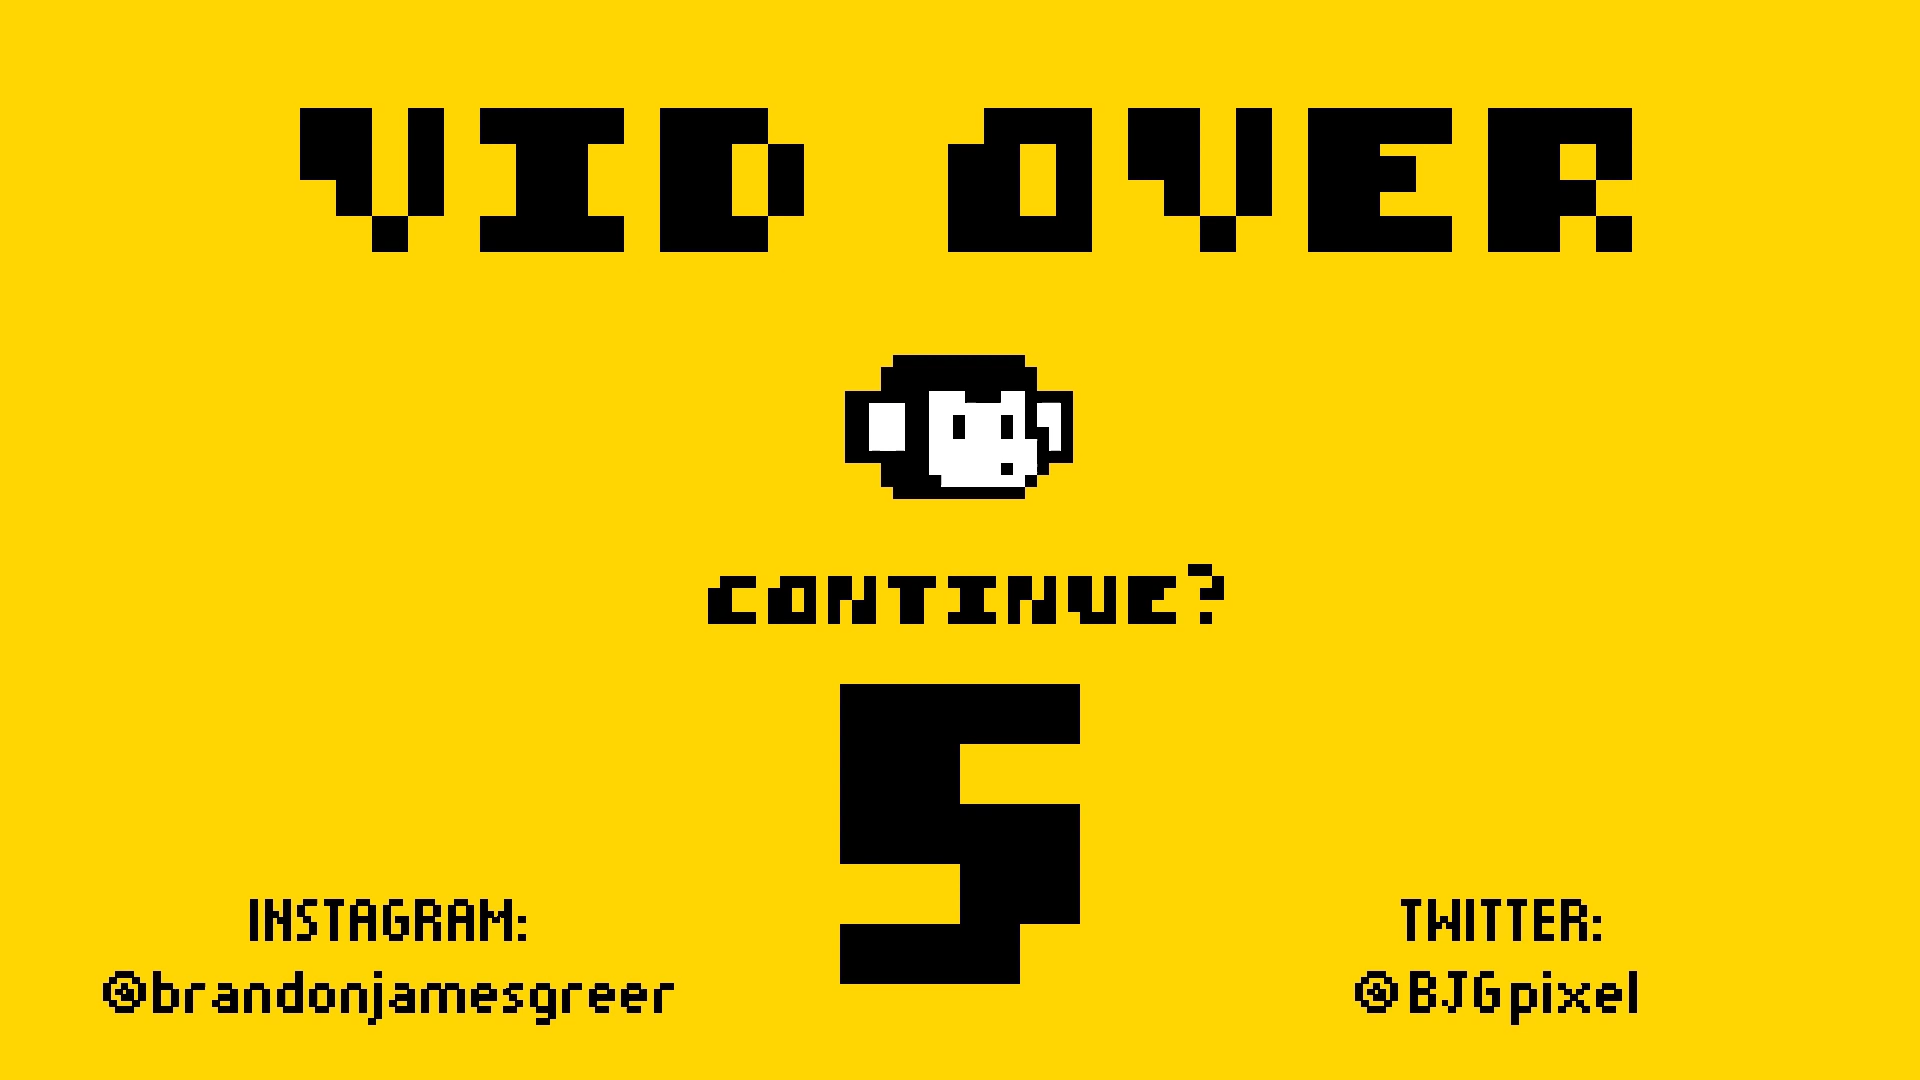 VID OVER
CONTINUE?
5
INSTAGRAM:
@brandonjamesgreer
TWITTER:
@BJGpixel